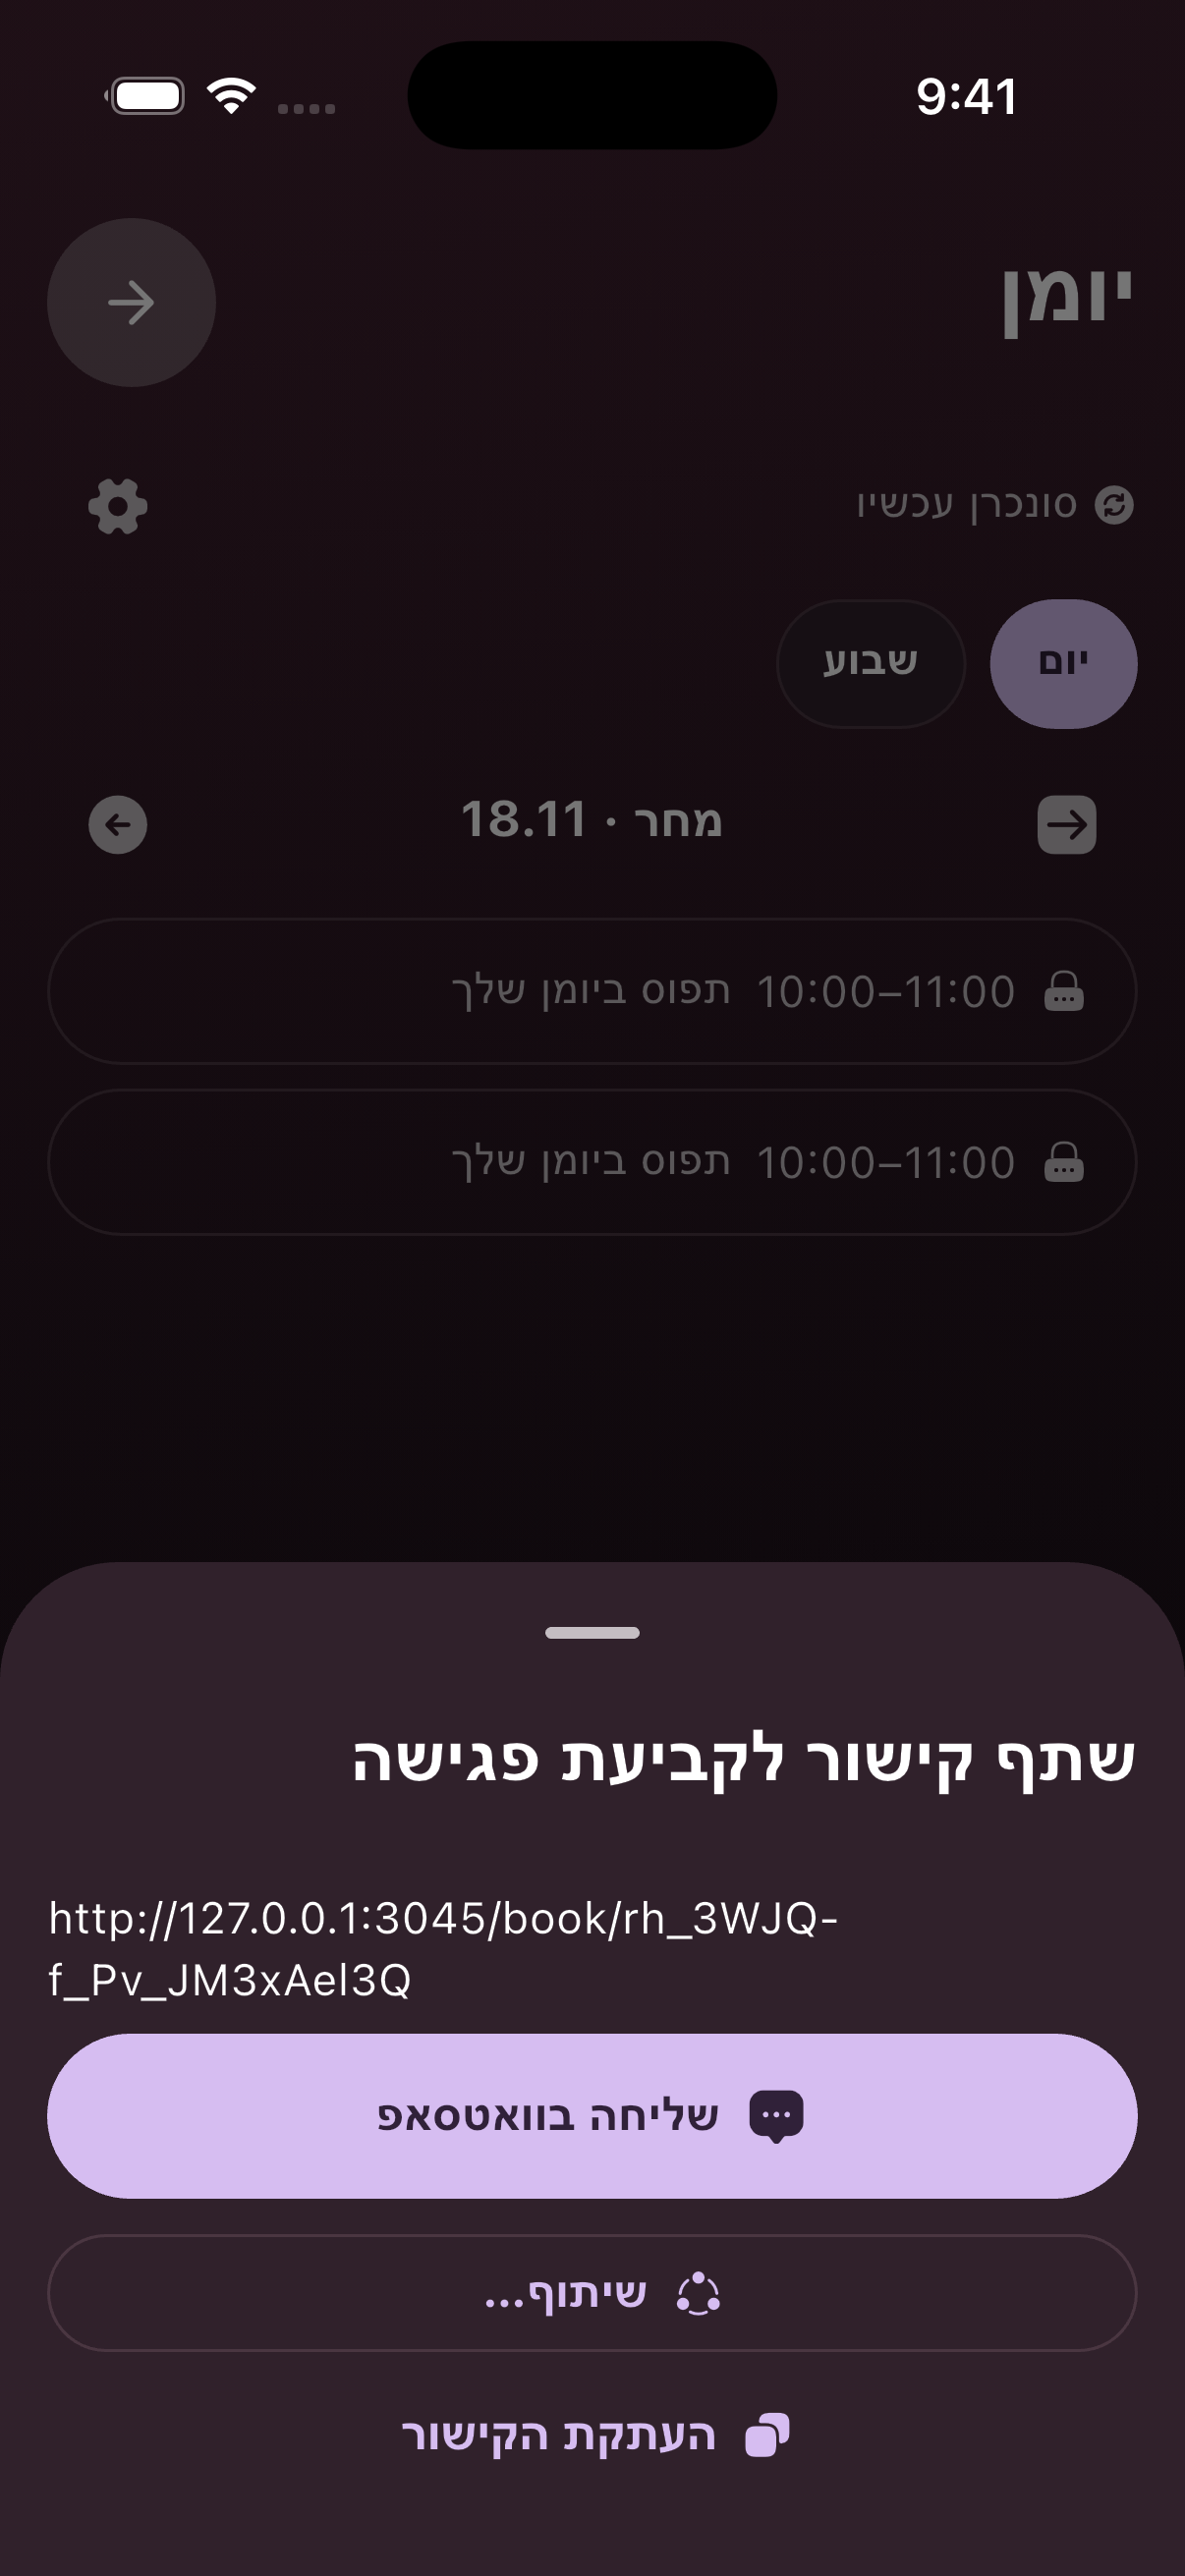 9:41
יומן
סונכרן עכשיו
יום
שבוע
מחר · 18.11
10:00–11:00 תפוס ביומן שלך
10:00–11:00 תפוס ביומן שלך
שתף קישור לקביעת פגישה
http://127.0.0.1:3045/book/rh_3WJQ-
f_Pv_JM3xAel3Q
שליחה בוואטסאפ
שיתוף...
העתקת הקישור